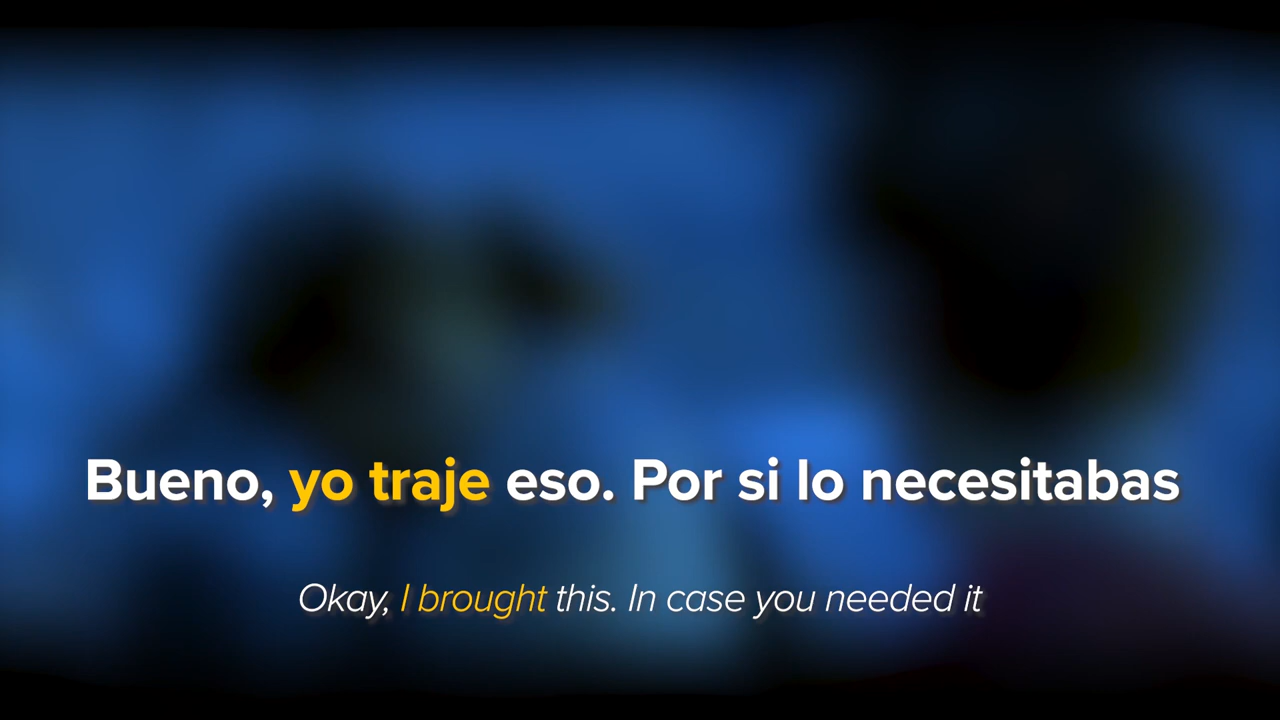 Bueno, yo traje eso. Por si lo necesitabas
Okay, I brought this. In case you needed it